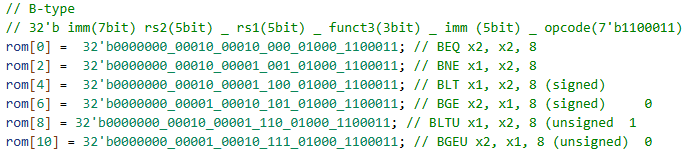 // B-type
// 32'b imm(7bit) rs2(5bit) _ rs1(5bit) _ funct3(3bit) _ imm (5bit) _ opcode(7'b1100011)
rom[0] =  32'b0000000_00010_00010_000_01000_1100011; // BEQ x2, x2, 8
rom[2] =  32'b0000000_00010_00001_001_01000_1100011; // BNE x1, x2, 8
rom[4] =  32'b0000000_00010_00001_100_01000_1100011; // BLT x1, x2, 8 (signed)
rom[6] =  32'b0000000_00001_00010_101_01000_1100011; // BGE x2, x1, 8 (signed)      0
rom[8] = 32'b0000000_00010_00001_110_01000_1100011; // BLTU x1, x2, 8 (unsigned  1
rom[10] = 32'b0000000_00001_00010_111_01000_1100011; // BGEU x2, x1, 8 (unsigned)  0